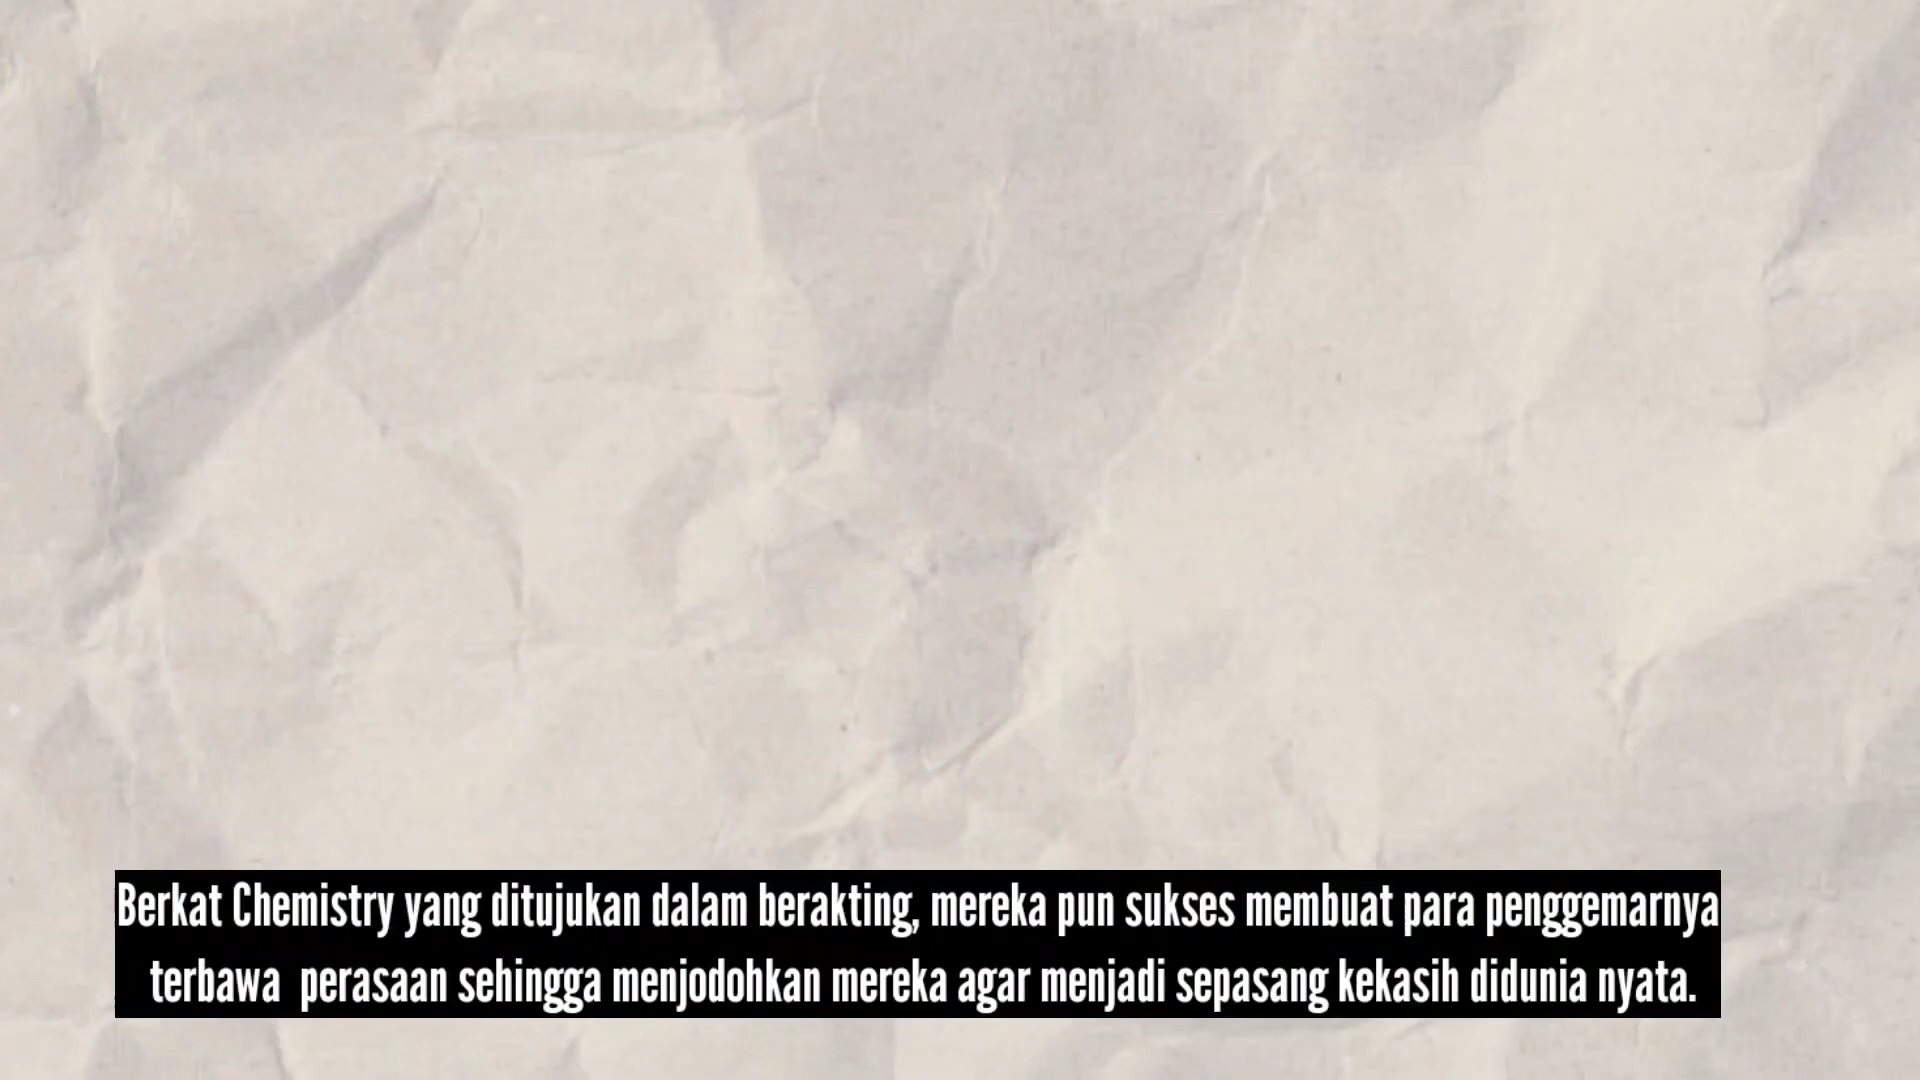 Berkat Chemistry yang ditujukan dalam berakting, mereka pun sukses membuat para penggemarnya
terbawa  perasaan sehingga menjodohkan mereka agar menjadi sepasang kekasih didunia nyata.